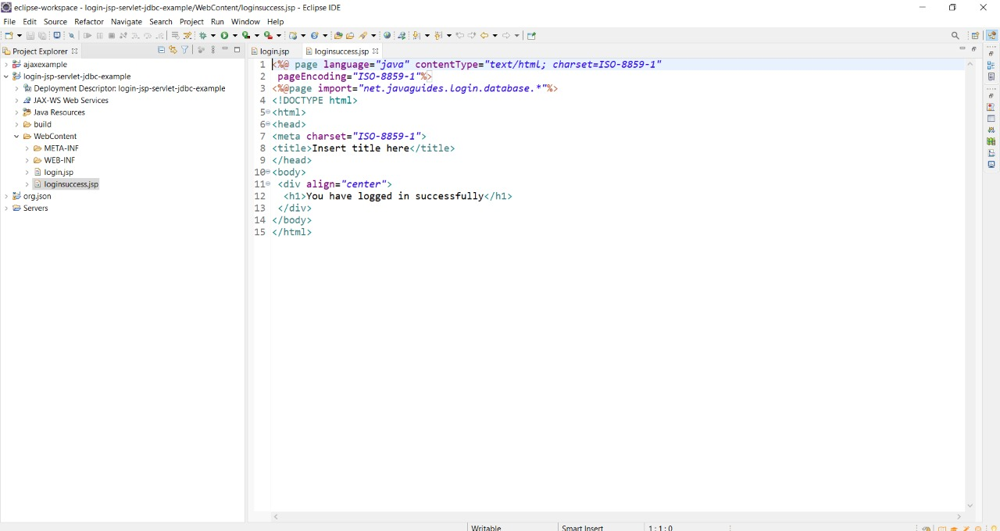 eclipse-workspace - login-jsp-servlet-jdbc-example/WebContent/loginsuccess.jsp - Eclipse IDE
File Edit Source Refactor Navigate Search Project Run Window Help
Project Explorer
login.jsp loginsuccess.jsp
ajaxexample
login-jsp-servlet-jdbc-example
Deployment Descriptor: login-jsp-servlet-jdbc-example
JAX-WS Web Services
Java Resources
build
WebContent
META-INF
WEB-INF
login.jsp
loginsuccess.jsp
org.json
Servers
1 <%@ page language="java" contentType="text/html; charset=ISO-8859-1"
2 pageEncoding="ISO-8859-1"%>
3 <%@page import="net.javaguides.login.database.*"%>
4 <!DOCTYPE html>
5 <html>
6 <head>
7 <meta charset="ISO-8859-1">
8 <title>Insert title here</title>
9 </head>
10 <body>
11 <div align="center">
12 <h1>You have logged in successfully</h1>
13 </div>
14 </body>
15 </html>
Writable Smart Insert 1 : 1 : 0